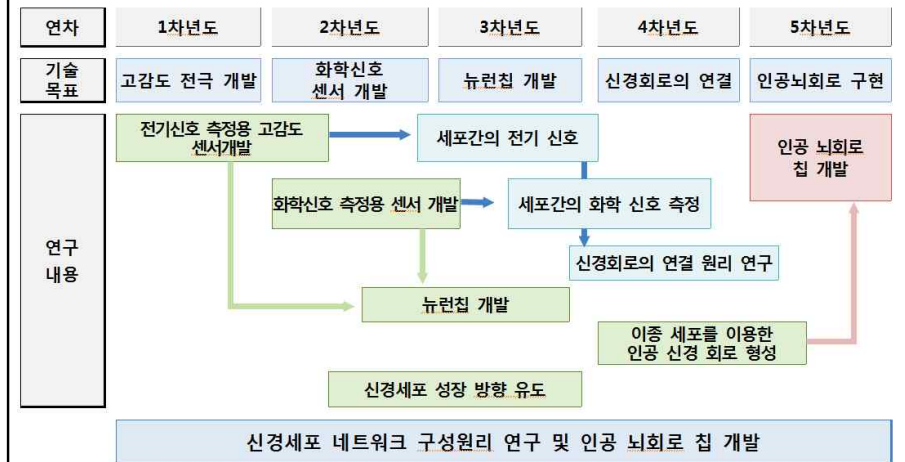 연차
1차년도
2차년도
3차년도
4차년도
5차년도
기술
목표
고감도 전극 개발
화학신호
센서 개발
뉴런칩 개발
신경회로의 연결
인공뇌회로 구현
연구
내용
전기신호 측정용 고감도
센서개발
세포간의 전기 신호
인공 뇌회로
칩 개발
화학신호 측정용 센서 개발
세포간의 화학 신호 측정
신경회로의 연결 원리 연구
뉴런칩 개발
이종 세포를 이용한
인공 신경 회로 형성
신경세포 성장 방향 유도
신경세포 네트워크 구성원리 연구 및 인공 뇌회로 칩 개발